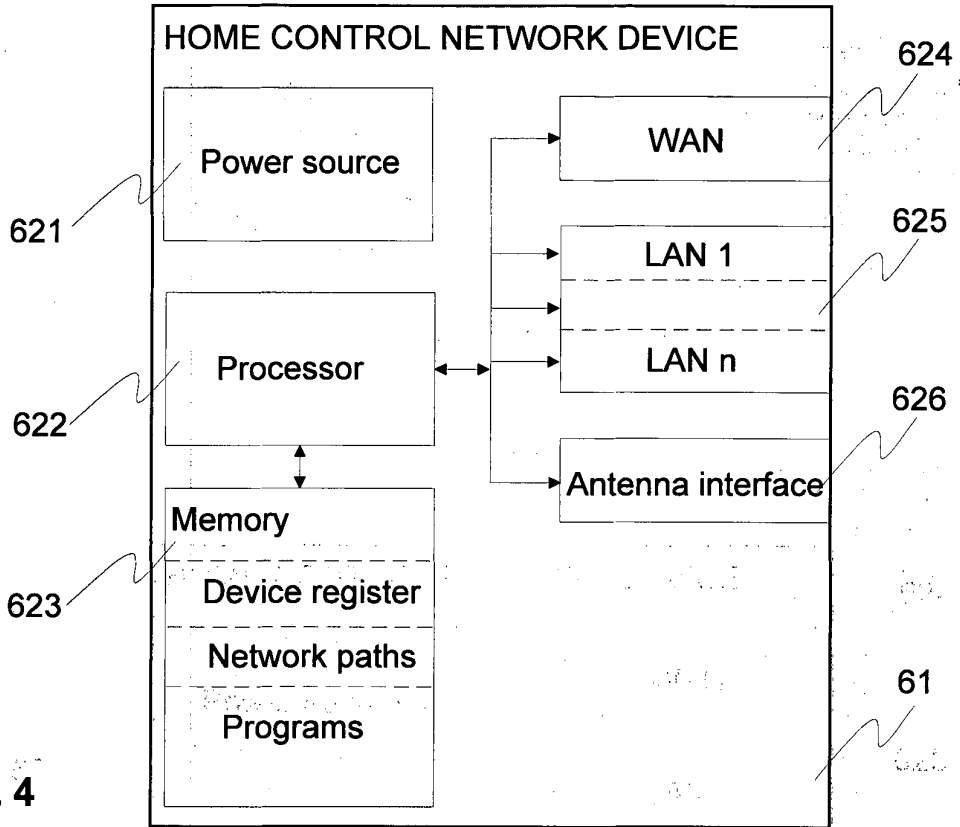 HOME CONTROL NETWORK DEVICE
624
Power source
WAN
621
625
LAN 1
Processor
LAN n
622
626
Antenna interface
Memory
623
Device register
Network paths
61
Programs
4